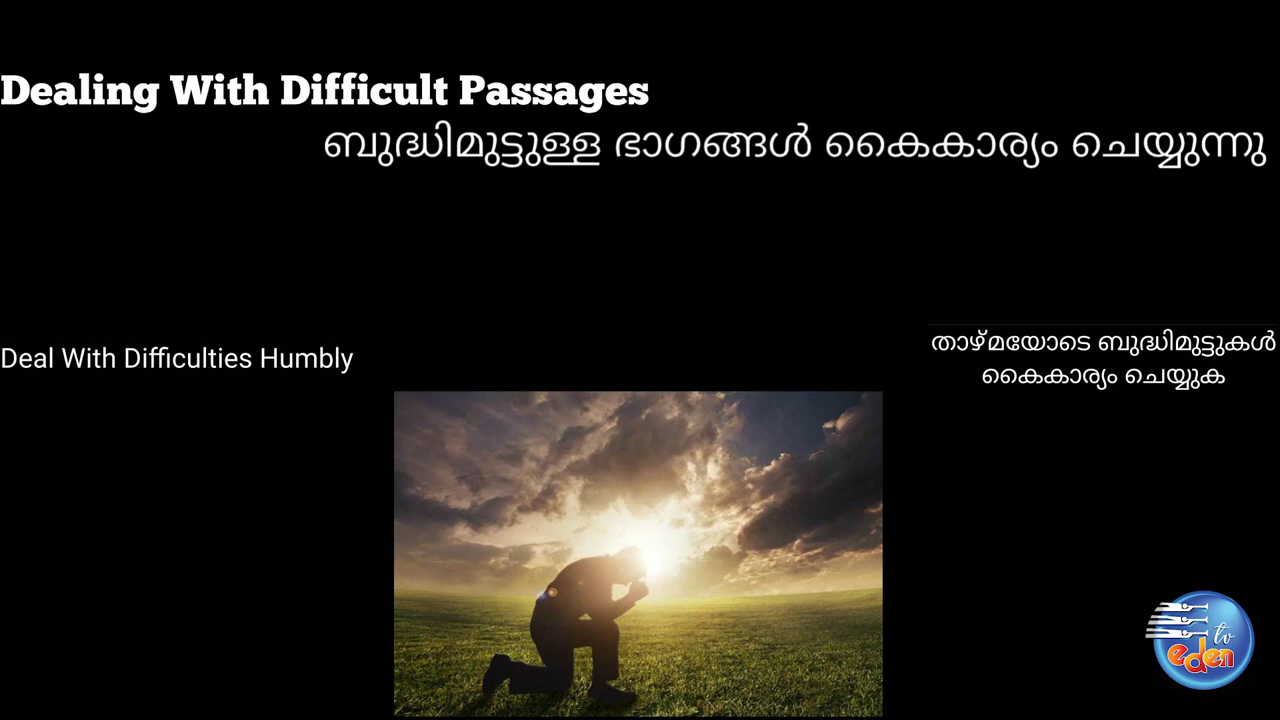 Dealing With Difficult Passages
ബുദ്ധിമുട്ടുള്ള ഭാഗങ്ങൾ കൈകാര്യം ചെയ്യുന്നു
Deal With Difficulties Humbly
താഴ്മയോടെ ബുദ്ധിമുട്ടുകൾ
കൈകാര്യം ചെയ്യുക
tv
eden